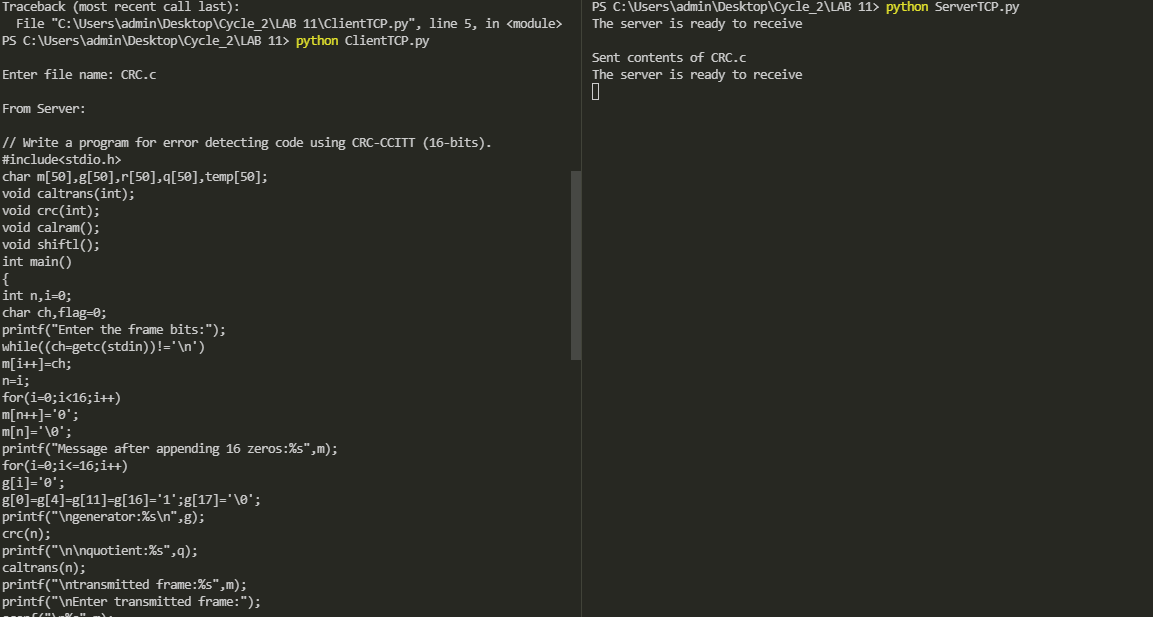 Traceback (most recent call last):
  File "C:\Users\admin\Desktop\Cycle_2\LAB 11\ClientTCP.py", line 5, in <module>
PS C:\Users\admin\Desktop\Cycle_2\LAB 11> python ClientTCP.py
Enter file name: CRC.c
From Server:
// Write a program for error detecting code using CRC-CCITT (16-bits).
#include<stdio.h>
char m[50],g[50],r[50],q[50],temp[50];
void caltrans(int);
void crc(int);
void calram();
void shiftl();
int main()
{
int n,i=0;
char ch,flag=0;
printf("Enter the frame bits:");
while((ch=getc(stdin))!='\n')
m[i++]=ch;
n=i;
for(i=0;i<16;i++)
m[n++]='0';
m[n]='\0';
printf("Message after appending 16 zeros:%s",m);
for(i=0;i<=16;i++)
g[i]='0';
g[0]=g[4]=g[11]=g[16]='1';g[17]='\0';
printf("\ngenerator:%s\n",g);
crc(n);
printf("\n\nquotient:%s",q);
caltrans(n);
printf("\ntransmitted frame:%s",m);
printf("\nEnter transmitted frame:");
PS C:\Users\admin\Desktop\Cycle_2\LAB 11> python ServerTCP.py
The server is ready to receive
Sent contents of CRC.c
The server is ready to receive